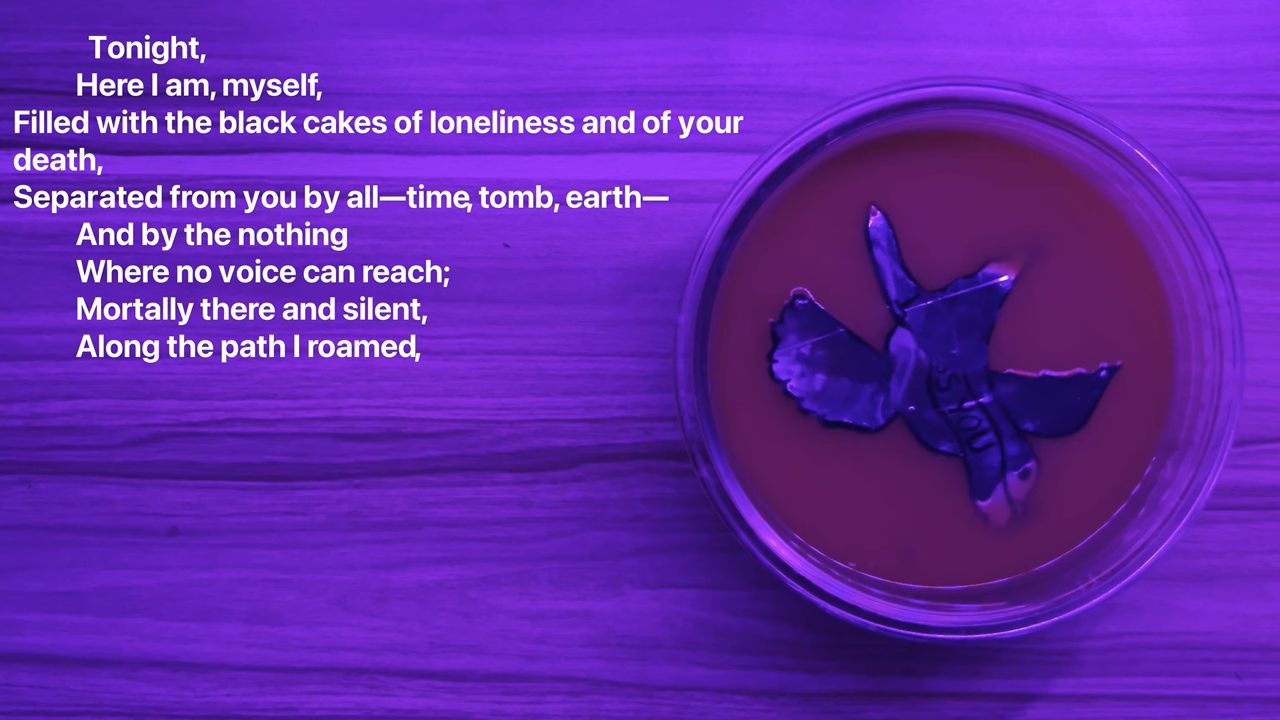 Tonight,
Here I am, myself,
Filled with the black cakes of loneliness and of your
death,
Separated from you by all—time, tomb, earth—
And by the nothing
Where no voice can reach;
Mortally there and silent,
Along the path I roamed,